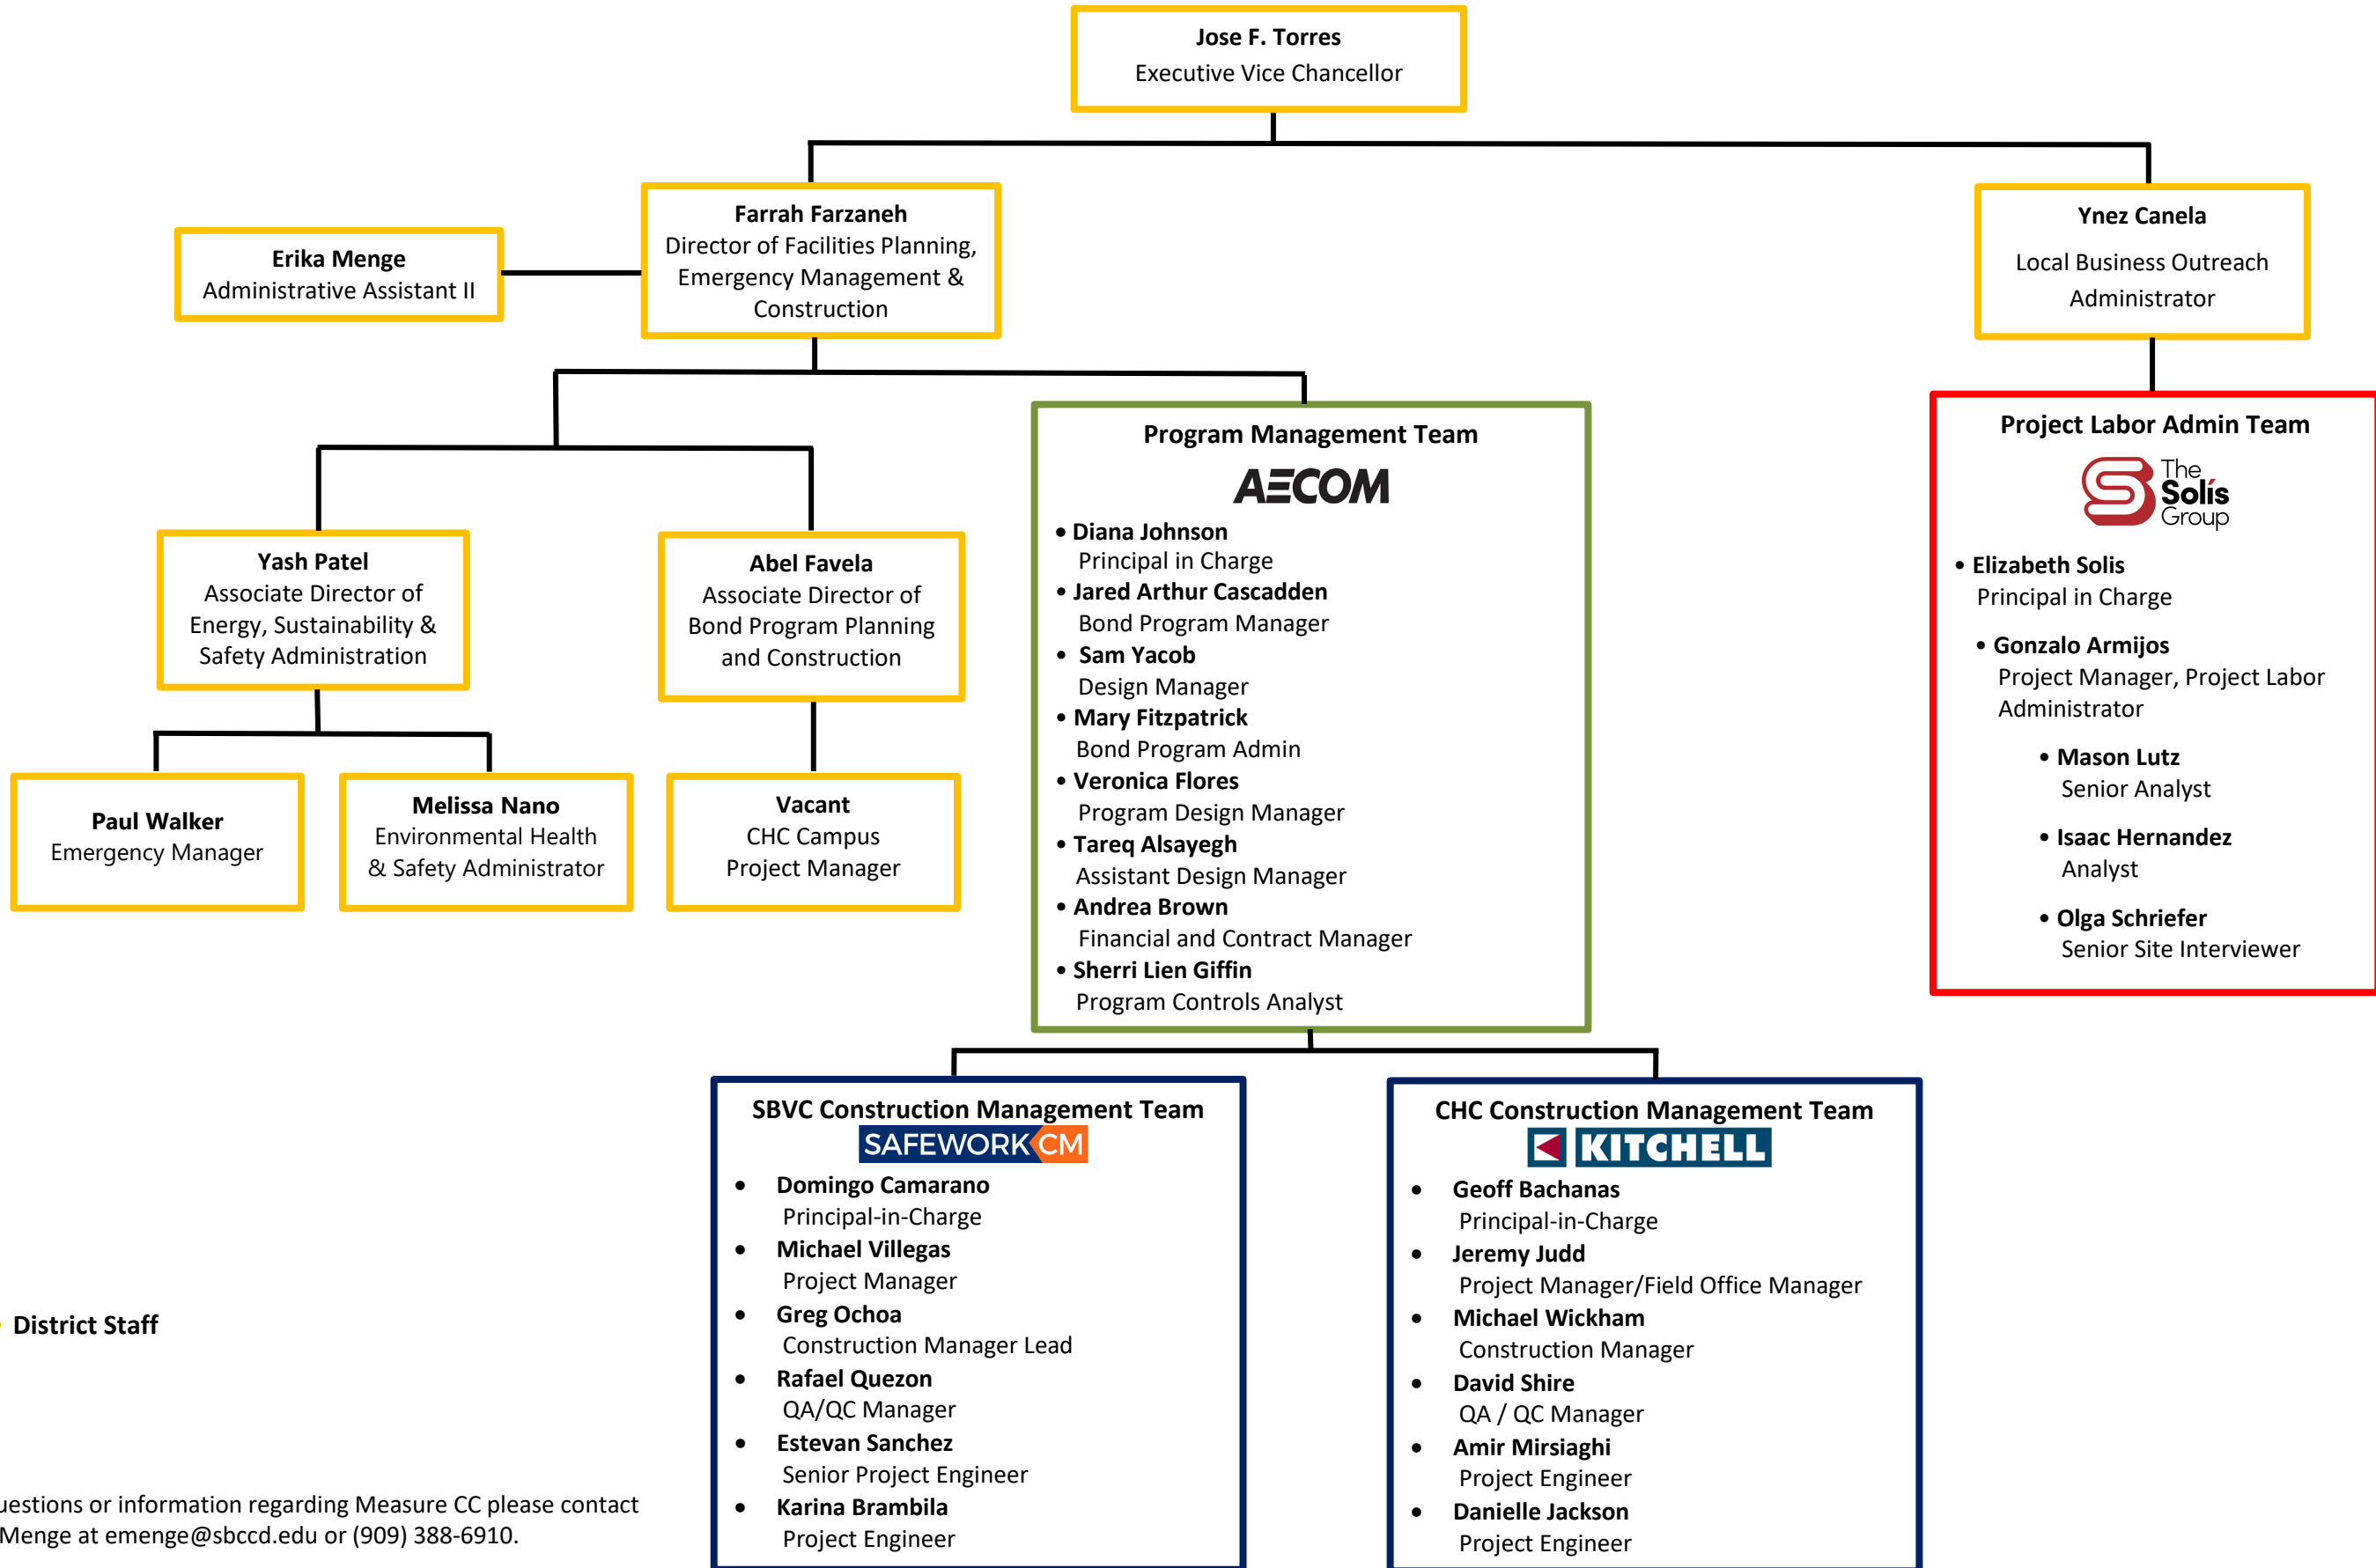 Jose F. Torres
Executive Vice Chancellor
Farrah Farzaneh
Director of Facilities Planning,
Emergency Management &
Construction
Erika Menge
Administrative Assistant II
Ynez Canela
Local Business Outreach
Administrator
Yash Patel
Associate Director of
Energy, Sustainability &
Safety Administration
Abel Favela
Associate Director of
Bond Program Planning
and Construction
Paul Walker
Emergency Manager
Melissa Nano
Environmental Health
& Safety Administrator
Vacant
CHC Campus
Project Manager
Program Management Team
AECOM
• Diana Johnson
Principal in Charge
• Jared Arthur Cascadden
Bond Program Manager
• Sam Yacob
Design Manager
• Mary Fitzpatrick
Bond Program Admin
• Veronica Flores
Program Design Manager
• Tareq Alsayegh
Assistant Design Manager
• Andrea Brown
Financial and Contract Manager
• Sherri Lien Giffin
Program Controls Analyst
Project Labor Admin Team
The
Solís
Group
• Elizabeth Solis
Principal in Charge
• Gonzalo Armijos
Project Manager, Project Labor
Administrator
• Mason Lutz
Senior Analyst
• Isaac Hernandez
Analyst
• Olga Schriefer
Senior Site Interviewer
SBVC Construction Management Team
SAFEWORK CM
• Domingo Camarano
Principal-in-Charge
• Michael Villegas
Project Manager
• Greg Ochoa
Construction Manager Lead
• Rafael Quezon
QA/QC Manager
• Estevan Sanchez
Senior Project Engineer
• Karina Brambila
Project Engineer
CHC Construction Management Team
KITCHELL
• Geoff Bachanas
Principal-in-Charge
• Jeremy Judd
Project Manager/Field Office Manager
• Michael Wickham
Construction Manager
• David Shire
QA / QC Manager
• Amir Mirsiaghi
Project Engineer
• Danielle Jackson
Project Engineer
District Staff
uestions or information regarding Measure CC please contact
Menge at emenge@sbccd.edu or (909) 388-6910.